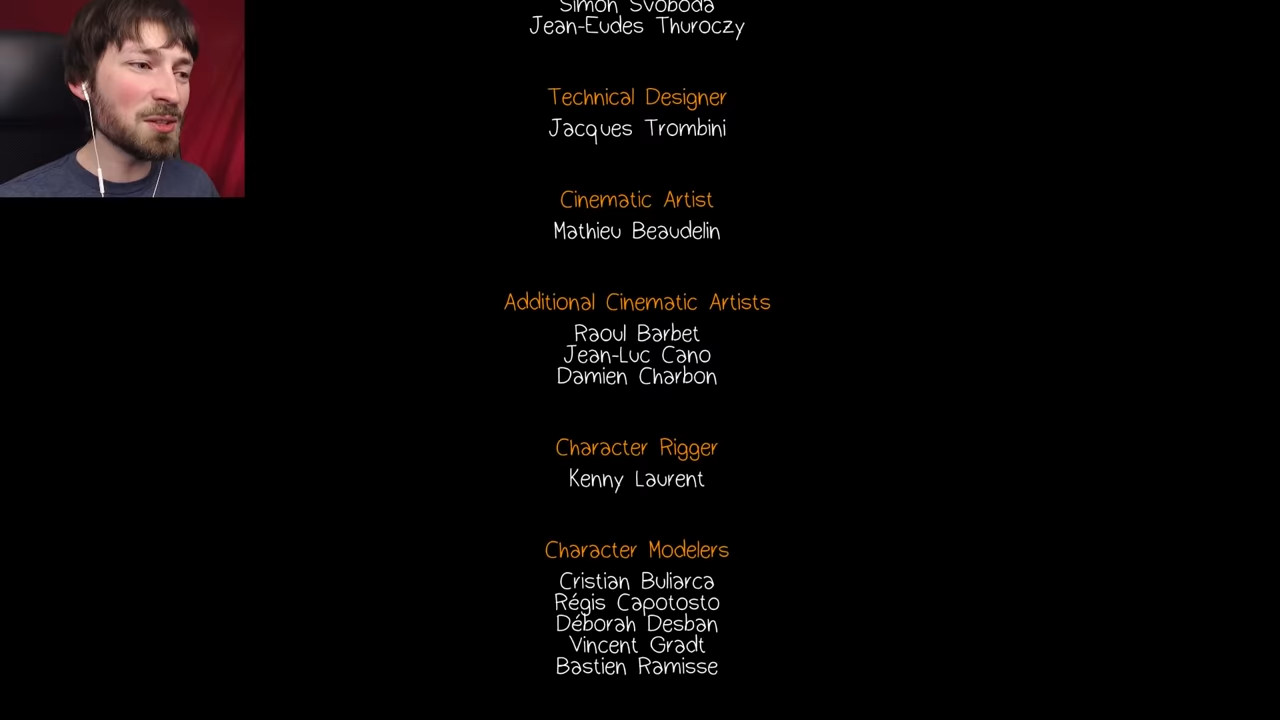 Simon Svoboda
Jean-Eudes Thuroczy
Technical Designer
Jacques Trombini
Cinematic Artist
Mathieu Beaudelin
Additional Cinematic Artists
Raoul Barbet
Jean-Luc Cano
Damien Charbon
Character Rigger
Kenny Laurent
Character Modelers
Cristian Buliarca
Régis Capotosto
Déborah Desban
Vincent Gradt
Bastien Ramisse